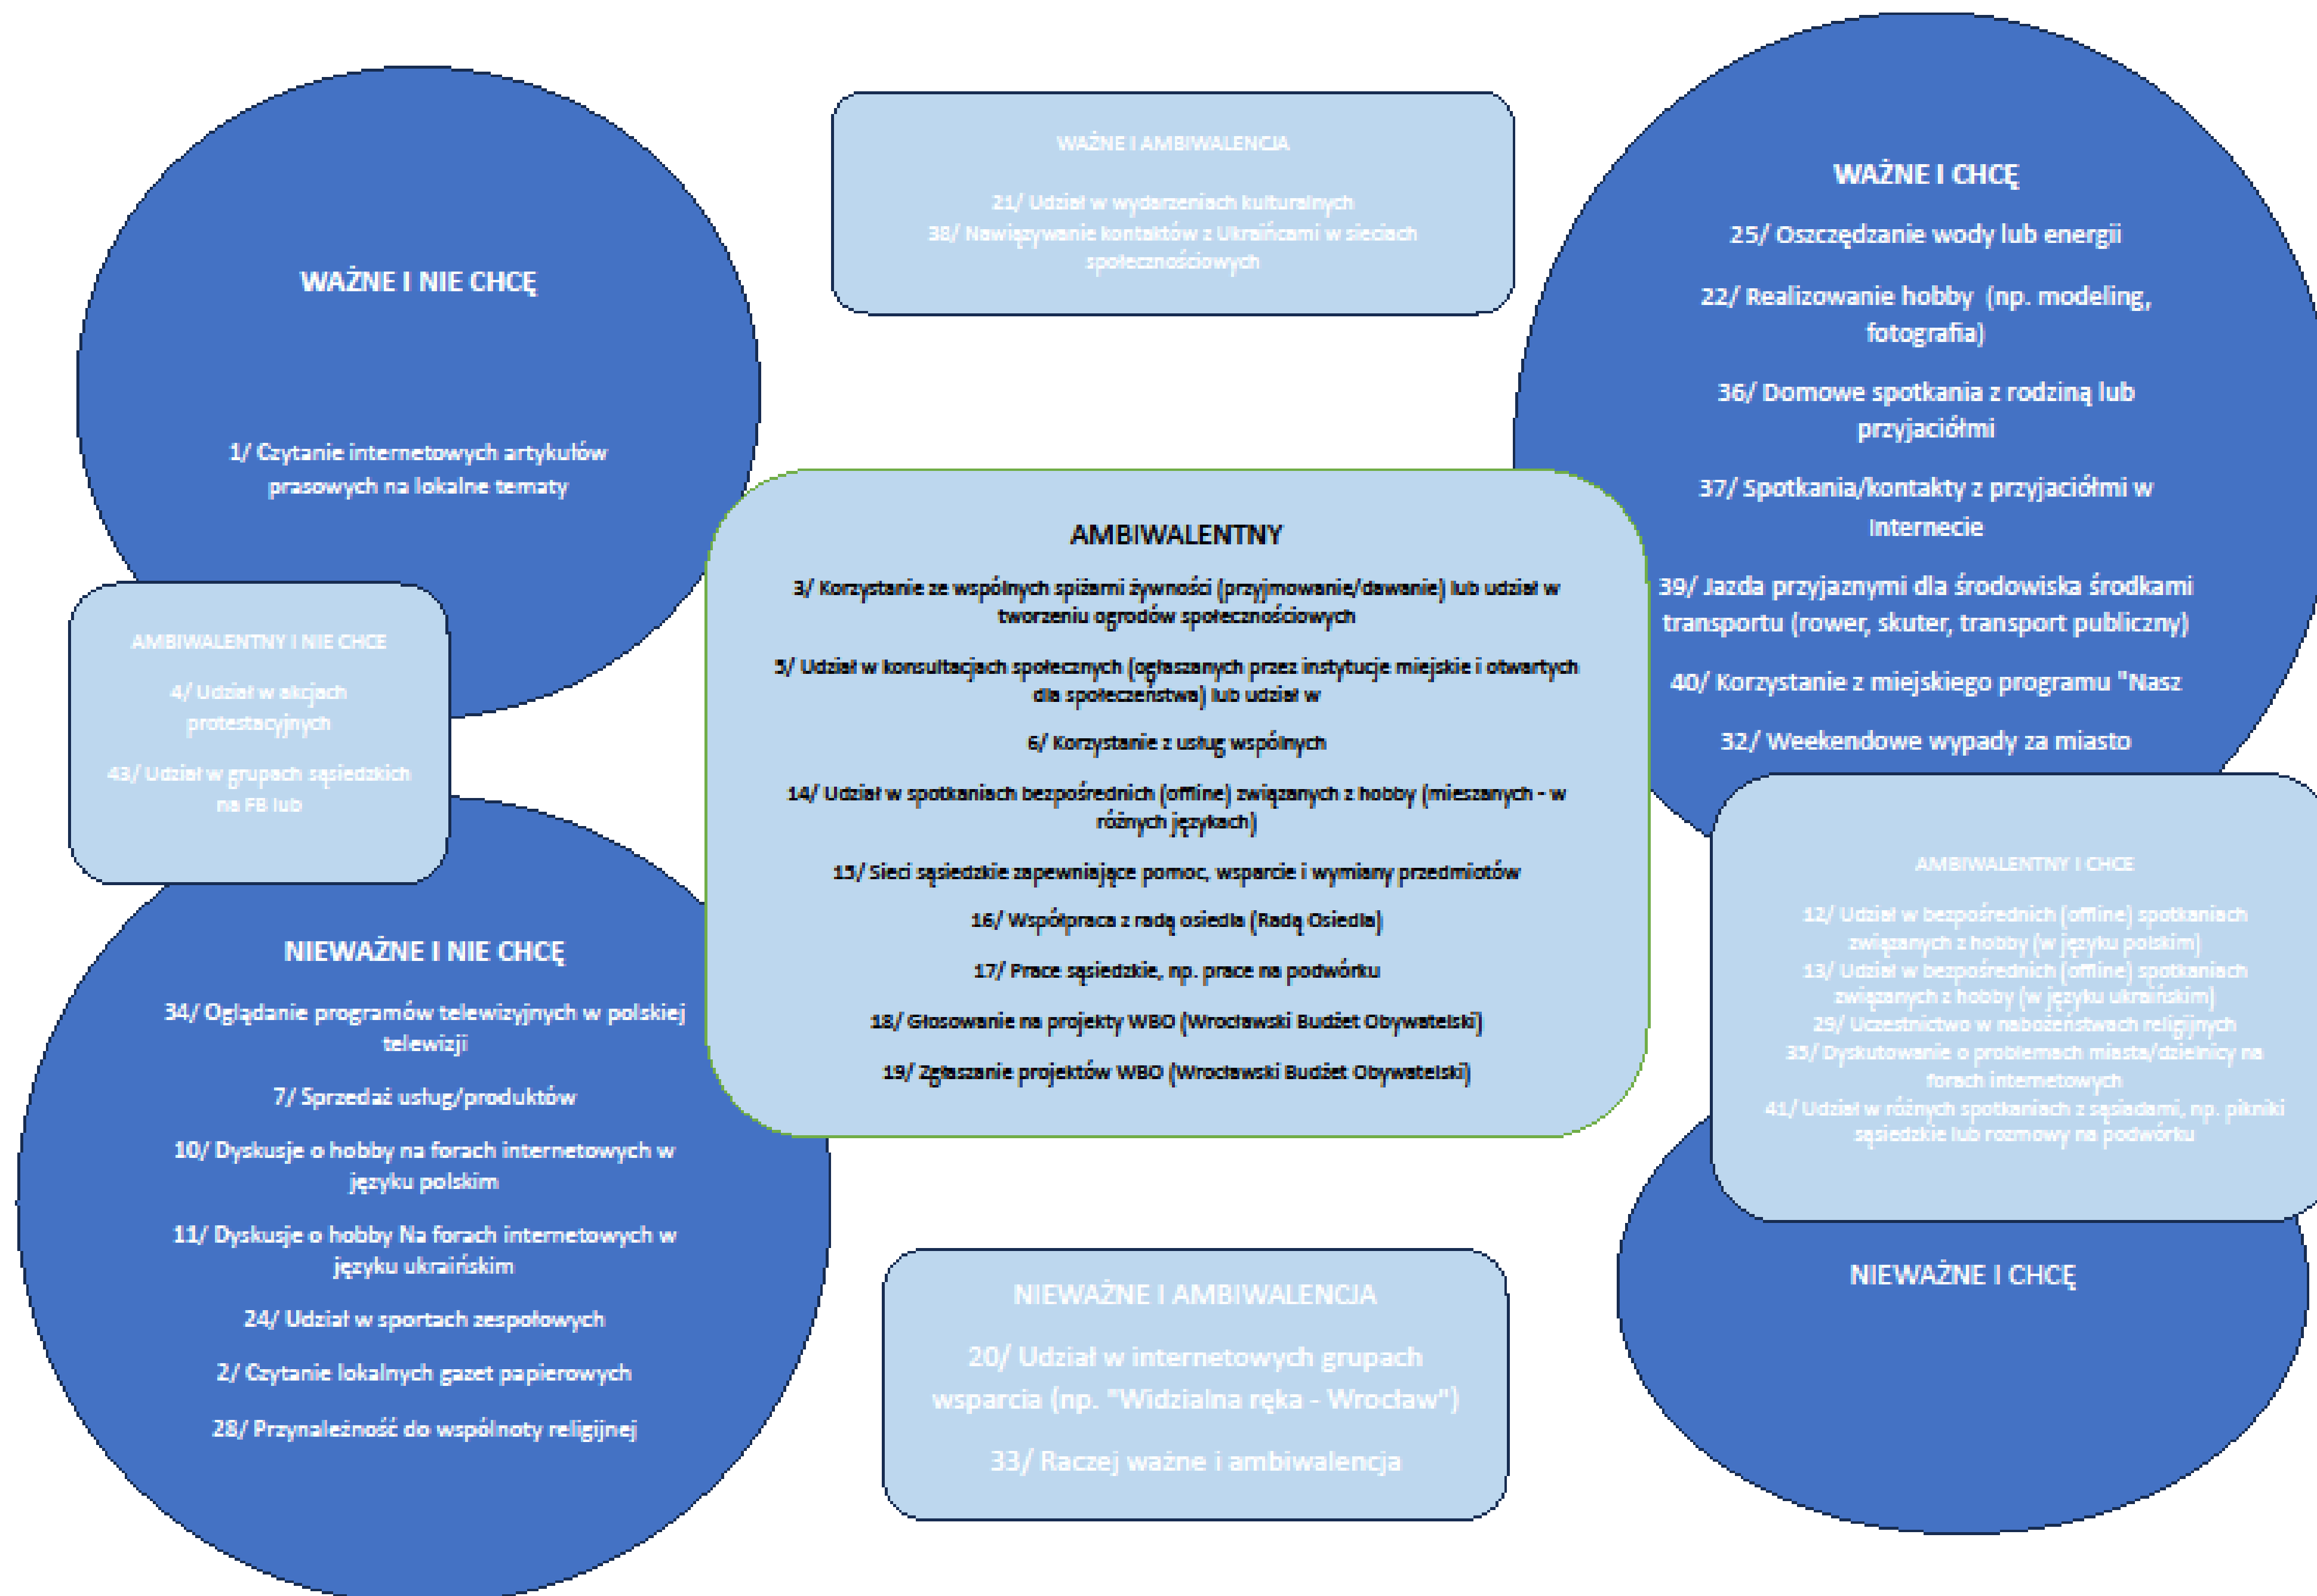 WAŻNE I NIE CHCĘ
1/ Czytanie internetowych artykułów
prasowych na lokalne tematy
WAŻNE I AMBIWALENCJA
21/ Udział w wydarzeniach kulturalnych
38/ Nawiązywanie kontaktów z Ukraińcami w sieciach
społecznościowych
WAŻNE I CHCĘ
25/ Oszczędzanie wody lub energii
22/ Realizowanie hobby (np. modeling,
fotografia)
36/ Domowe spotkania z rodziną lub
przyjaciółmi
37/ Spotkania/kontakty z przyjaciółmi w
Internecie
39/ Jazda przyjaznymi dla środowiska środkami
transportu (rower, skuter, transport publiczny)
40/ Korzystanie z miejskiego programu "Nasz
32/ Weekendowe wypady za miasto
AMBIWALENTNY I NIE CHCE
4/ Udział w akcjach
protestacyjnych
43/ Udział w grupach sąsiedzkich
na FB lub
AMBIWALENTNY
3/ Korzystanie ze wspólnych spiżarni żywności (przyjmowanie/dawanie) lub udział w
tworzeniu ogrodów społecznościowych
5/ Udział w konsultacjach społecznych (ogłaszanych przez instytucje miejskie i otwartych
dla społeczeństwa) lub udział w
6/ Korzystanie z usług wspólnych
14/ Udział w spotkaniach bezpośrednich (offline) związanych z hobby (mieszanych - w
różnych językach)
15/ Sieci sąsiedzkie zapewniające pomoc, wsparcie i wymiany przedmiotów
16/ Współpraca z radą osiedla (Radą Osiedla)
17/ Prace sąsiedzkie, np. prace na podwórku
18/ Głosowanie na projekty WBO (Wrocławski Budżet Obywatelski)
19/ Zgłaszanie projektów WBO (Wrocławski Budżet Obywatelski)
AMBIWALENTNY I CHCE
12/ Udział w bezpośrednich (offline) spotkaniach
związanych z hobby (w języku polskim)
13/ Udział w bezpośrednich (offline) spotkaniach
związanych z hobby (w języku ukraińskim)
29/ Uczestnictwo w nabożeństwach religijnych
35/ Dyskutowanie o problemach miasta/dzielnicy na
forach internetowych
41/ Udział w różnych spotkaniach z sąsiadami, np. pikniki
sąsiedzkie lub rozmowy na podwórku
NIEWAŻNE I NIE CHCĘ
34/ Oglądanie programów telewizyjnych w polskiej
telewizji
7/ Sprzedaż usług/produktów
10/ Dyskusje o hobby na forach internetowych w
języku polskim
11/ Dyskusje o hobby Na forach internetowych w
języku ukraińskim
24/ Udział w sportach zespołowych
2/ Czytanie lokalnych gazet papierowych
28/ Przynależność do wspólnoty religijnej
NIEWAŻNE I AMBIWALENCJA
20/ Udział w internetowych grupach
wsparcia (np. "Widzialna ręka - Wrocław")
33/ Raczej ważne i ambiwalencja
NIEWAŻNE I CHCĘ